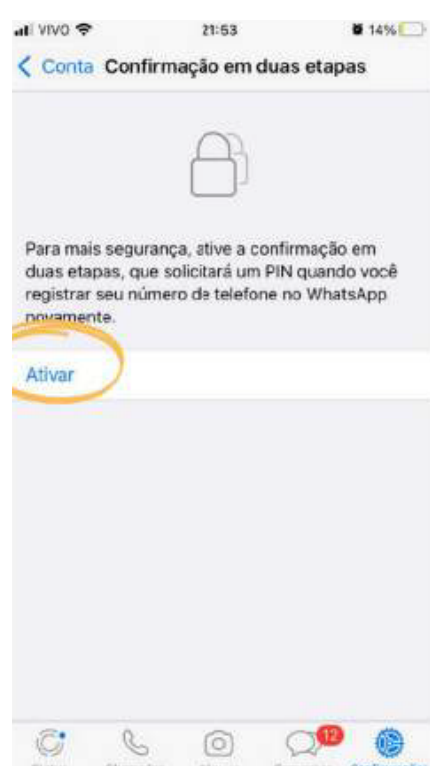 VIVO 21:53 14%
Conta Confirmação em duas etapas
Para mais segurança, ative a confirmação em
duas etapas, que solicitará um PIN quando você
registrar seu número de telefone no WhatsApp
novamente.
Ativar
12